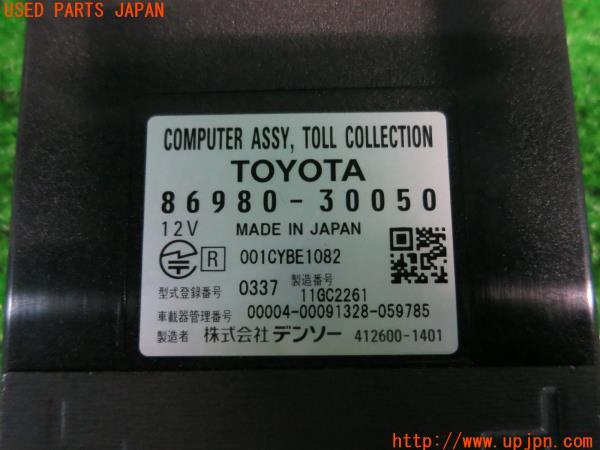 USED PARTS JAPAN
COMPUTER ASSY, TOLL COLLECTION
TOYOTA
86980-30050
12V MADE IN JAPAN
R 001CYBE1082
型式登録番号 0337 製造番号 11GC2261
車載器管理番号 00004-00091328-059785
製造者 株式会社デンソー 412600-1401
http://www.upjpn.com/